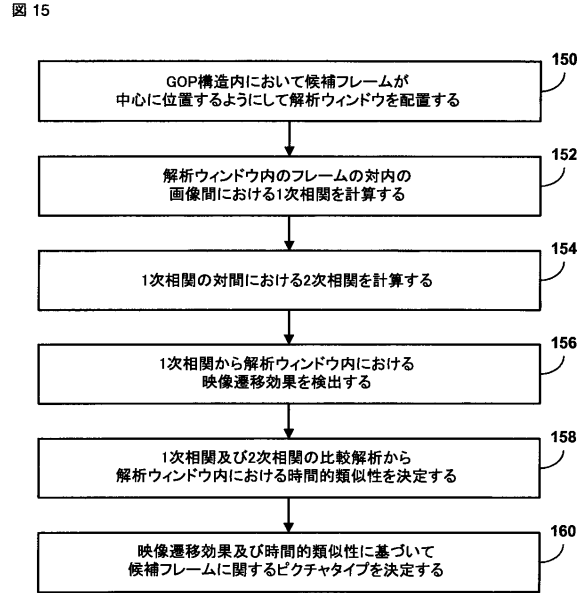 図 15
150
GOP構造内において候補フレームが
中心に位置するようにして解析ウィンドウを配置する
152
解析ウィンドウ内のフレームの対内の
画像間における1次相関を計算する
154
1次相関の対間における2次相関を計算する
156
1次相関から解析ウィンドウ内における
映像遷移効果を検出する
158
1次相関及び2次相関の比較解析から
解析ウィンドウ内における時間的類似性を決定する
160
映像遷移効果及び時間的類似性に基づいて
候補フレームに関するピクチャタイプを決定する